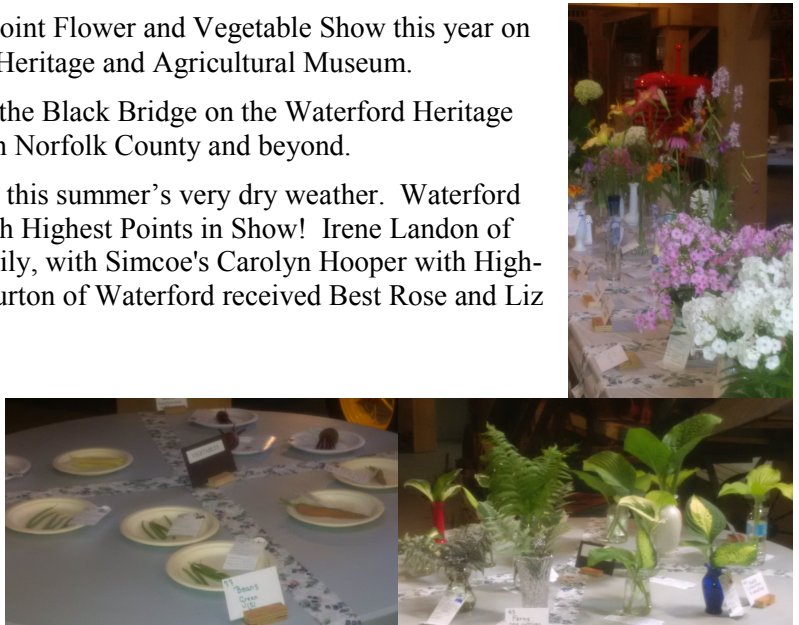 oint Flower and Vegetable Show this year on
Heritage and Agricultural Museum.
the Black Bridge on the Waterford Heritage
n Norfolk County and beyond.
this summer’s very dry weather.  Waterford
h Highest Points in Show!  Irene Landon of
ily, with Simcoe's Carolyn Hooper with High-
urton of Waterford received Best Rose and Liz
Beans
Green
Ferns